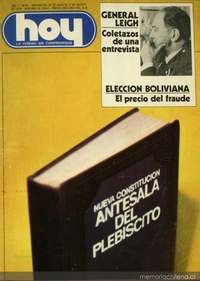 hoy
LA VERDAD SIN COMPROMISOS
GENERAL
LEIGH
Coletazos
de una
entrevista
ELECCION BOLIVIANA
El precio del fraude
NUEVA CONSTITUCION
ANTESALA
DEL
PLEBISCITO
memoriachilena.cl